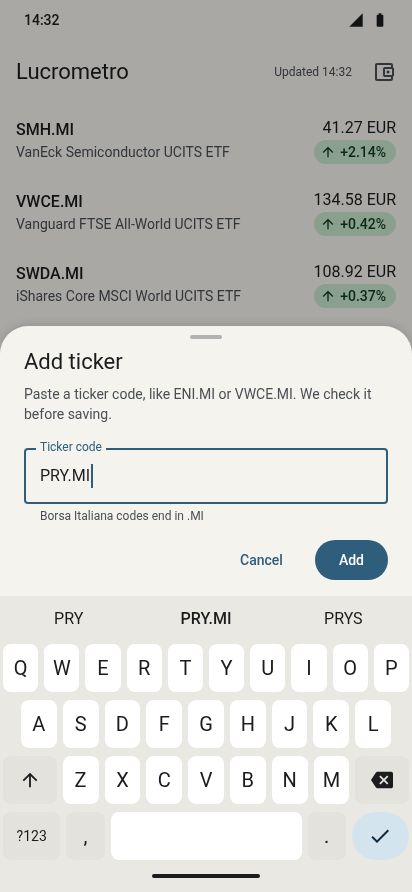 14:32
Lucrometro
Updated 14:32
SMH.MI
41.27 EUR
VanEck Semiconductor UCITS ETF
+2.14%
VWCE.MI
134.58 EUR
Vanguard FTSE All-World UCITS ETF
+0.42%
SWDA.MI
108.92 EUR
iShares Core MSCI World UCITS ETF
+0.37%
Add ticker
Paste a ticker code, like ENI.MI or VWCE.MI. We check it
before saving.
Ticker code
PRY.MI
Borsa Italiana codes end in .MI
Cancel
Add
PRY PRY.MI PRYS
Q W E R T Y U I O P
A S D F G H J K L
Z X C V B N M
?123 , .